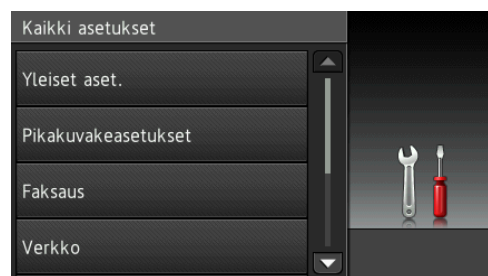 Kaikki asetukset
Yleiset aset.
Pikakuvakeasetukset
Faksaus
Verkko